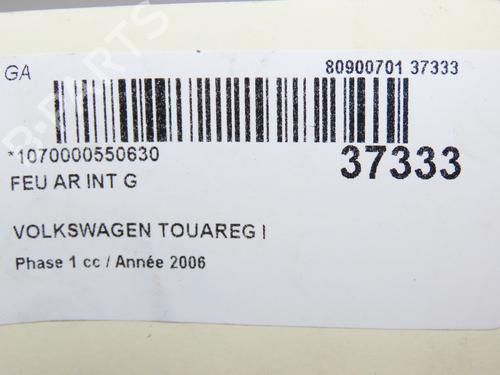 GA
80900701 37333
*1070000550630
37333
FEU AR INT G
VOLKSWAGEN TOUAREG I
Phase 1 cc / Année 2006